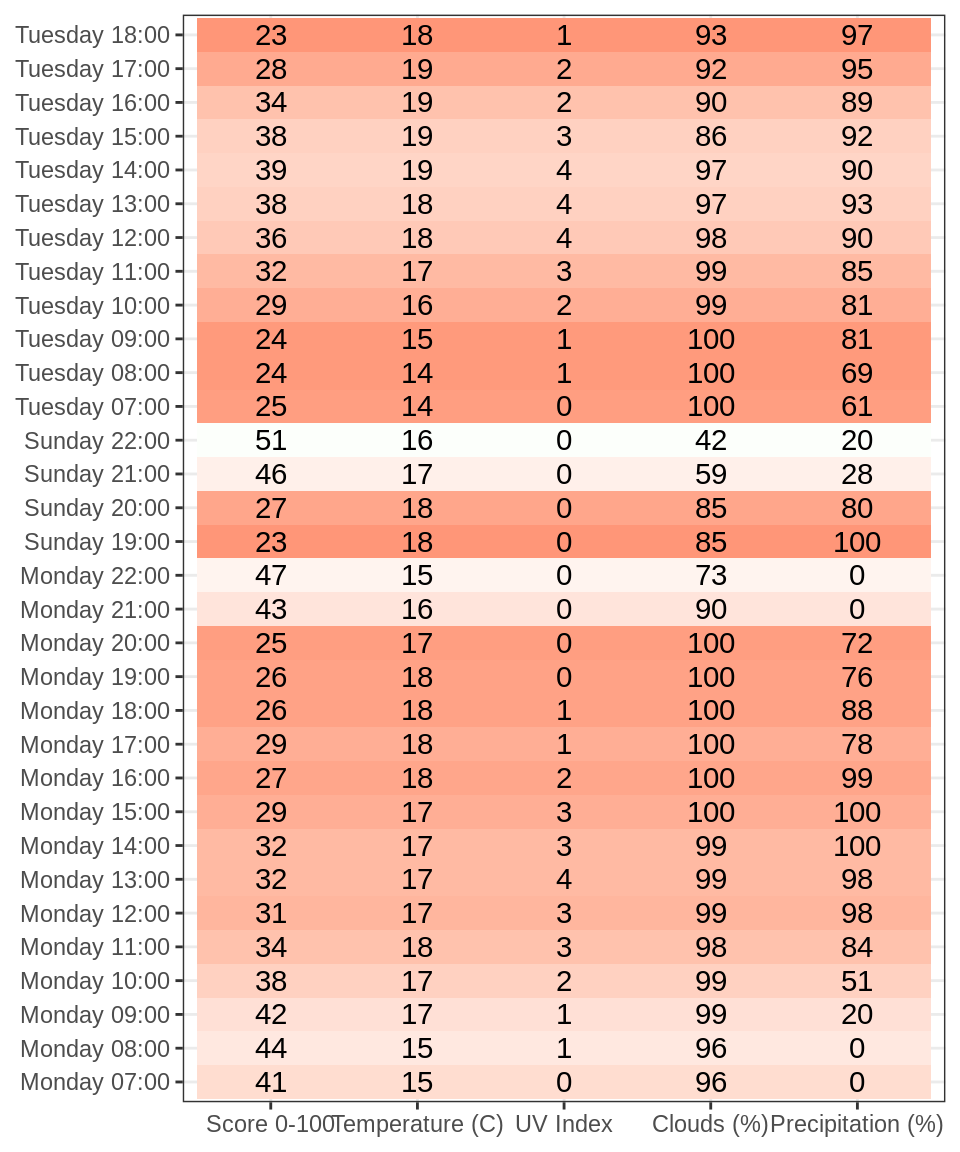 Tuesday 18:00 23 18 1 93 97
Tuesday 17:00 28 19 2 92 95
Tuesday 16:00 34 19 2 90 89
Tuesday 15:00 38 19 3 86 92
Tuesday 14:00 39 19 4 97 90
Tuesday 13:00 38 18 4 97 93
Tuesday 12:00 36 18 4 98 90
Tuesday 11:00 32 17 3 99 85
Tuesday 10:00 29 16 2 99 81
Tuesday 09:00 24 15 1 100 81
Tuesday 08:00 24 14 1 100 69
Tuesday 07:00 25 14 0 100 61
Sunday 22:00 51 16 0 42 20
Sunday 21:00 46 17 0 59 28
Sunday 20:00 27 18 0 85 80
Sunday 19:00 23 18 0 85 100
Monday 22:00 47 15 0 73 0
Monday 21:00 43 16 0 90 0
Monday 20:00 25 17 0 100 72
Monday 19:00 26 18 0 100 76
Monday 18:00 26 18 1 100 88
Monday 17:00 29 18 1 100 78
Monday 16:00 27 18 2 100 99
Monday 15:00 29 17 3 100 100
Monday 14:00 32 17 3 99 100
Monday 13:00 32 17 4 99 98
Monday 12:00 31 17 3 99 98
Monday 11:00 34 18 3 98 84
Monday 10:00 38 17 2 99 51
Monday 09:00 42 17 1 99 20
Monday 08:00 44 15 1 96 0
Monday 07:00 41 15 0 96 0
Score 0-100 Temperature (C) UV Index Clouds (%) Precipitation (%)